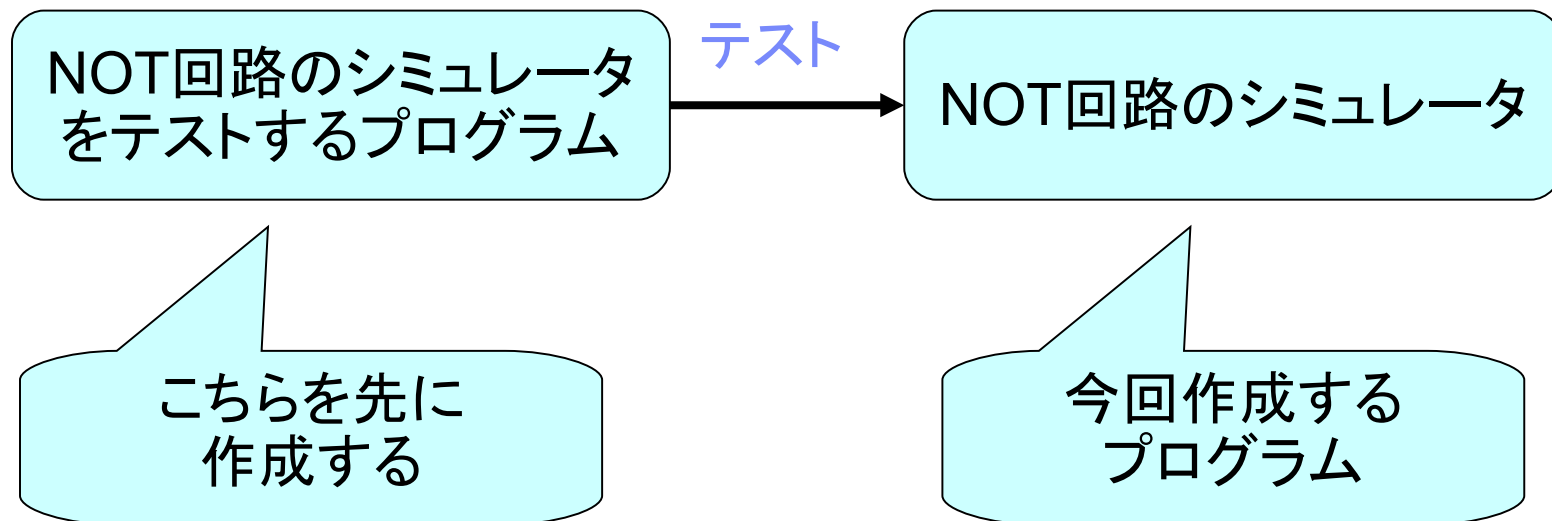 NOT回路のシミュレータ
をテストするプログラム
テスト
NOT回路のシミュレータ
こちらを先に
作成する
今回作成する
プログラム